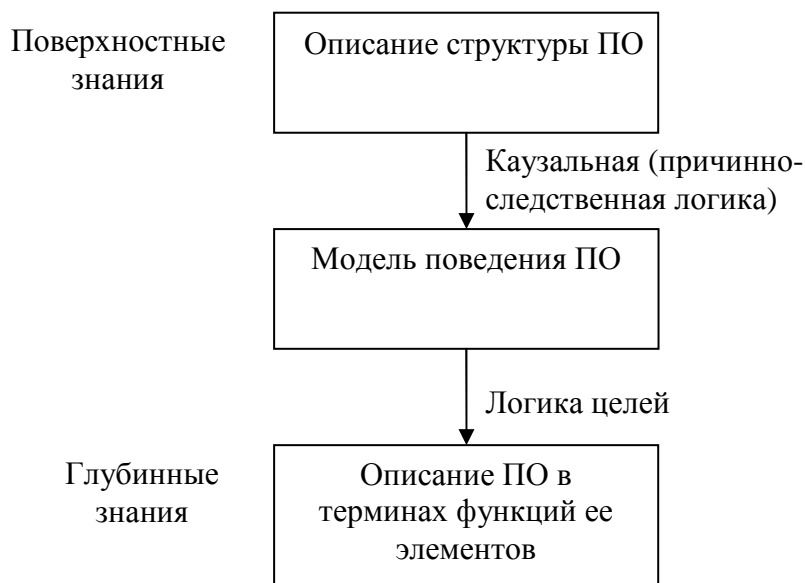 Поверхностные
знания
Описание структуры ПО
Каузальная (причинно-
следственная логика)
Модель поведения ПО
Логика целей
Глубинные
знания
Описание ПО в
терминах функций ее
элементов